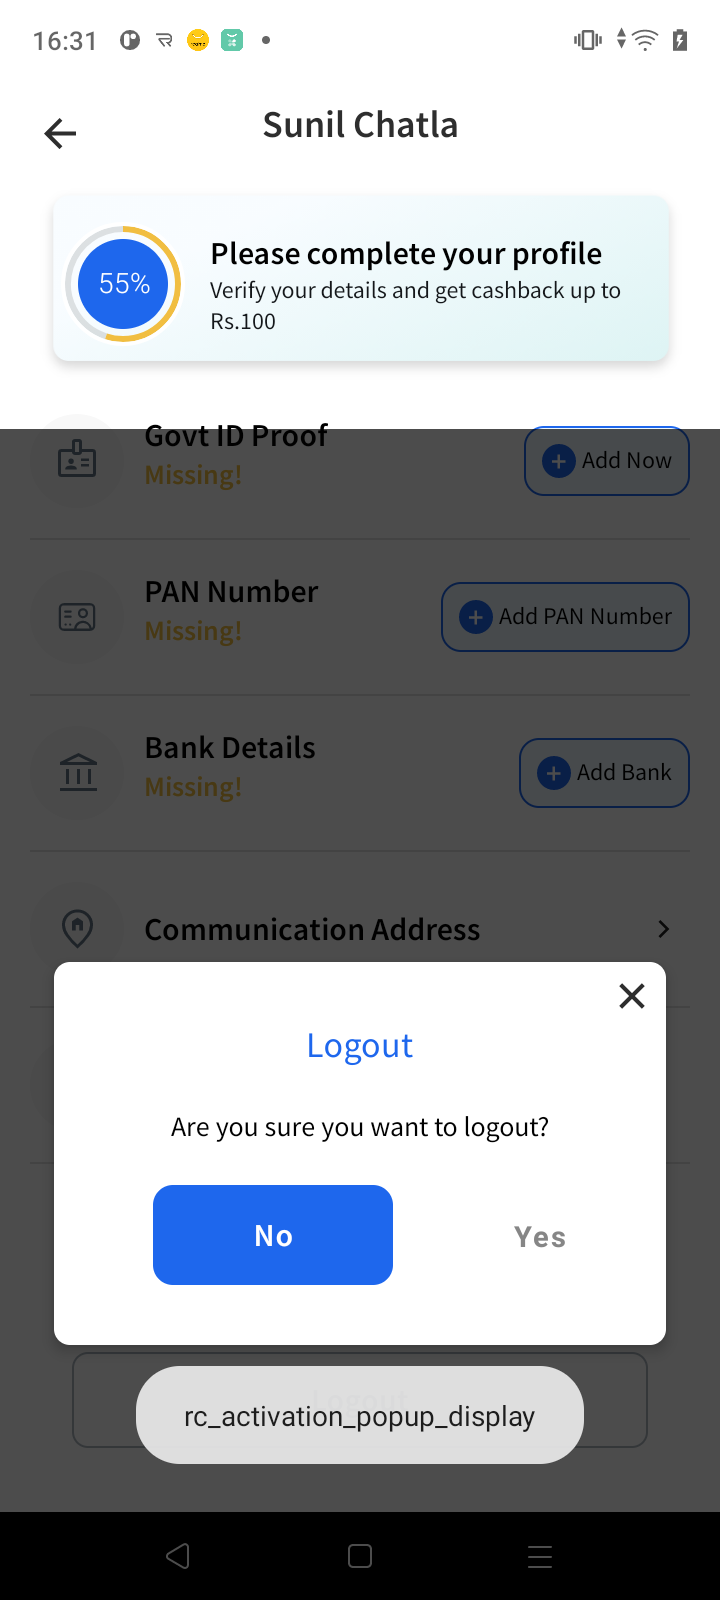 16:31
Sunil Chatla
55%
Please complete your profile
Verify your details and get cashback up to
Rs.100
Govt ID Proof
Missing!
Add Now
PAN Number
Missing!
Add PAN Number
Bank Details
Missing!
Add Bank
Communication Address
Logout
Are you sure you want to logout?
No
Yes
Logout
rc_activation_popup_display